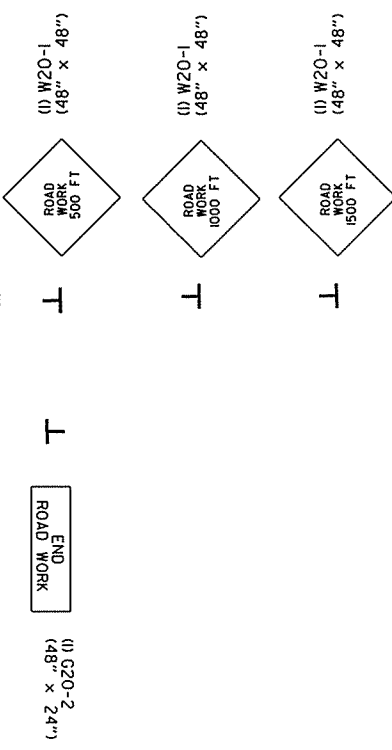 (1) W20-1
(48" x 48")
ROAD
WORK
500 FT
(1) W20-1
(48" x 48")
ROAD
WORK
1000 FT
(1) W20-1
(48" x 48")
ROAD
WORK
1500 FT
END
ROAD WORK
(1) G20-2
(48" x 24")